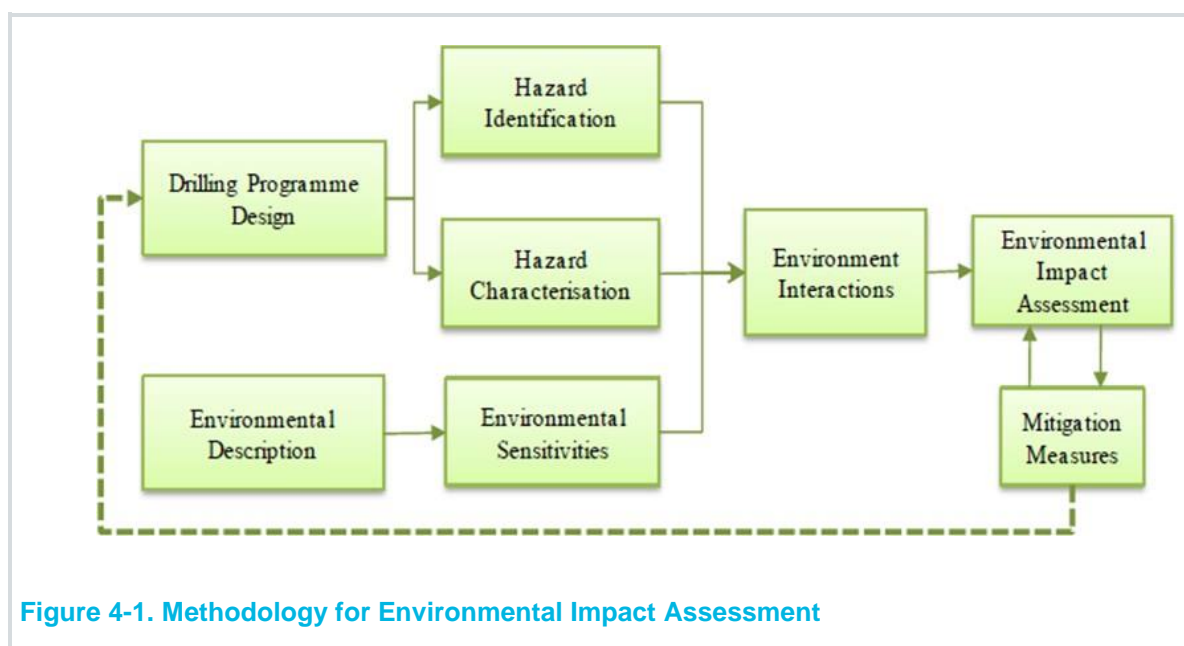 Hazard
Identification
Drilling Programme
Design
Hazard
Characterisation
Environment
Interactions
Environmental
Impact
Assessment
Environmental
Description
Environmental
Sensitivities
Mitigation
Measures
Figure 4-1. Methodology for Environmental Impact Assessment